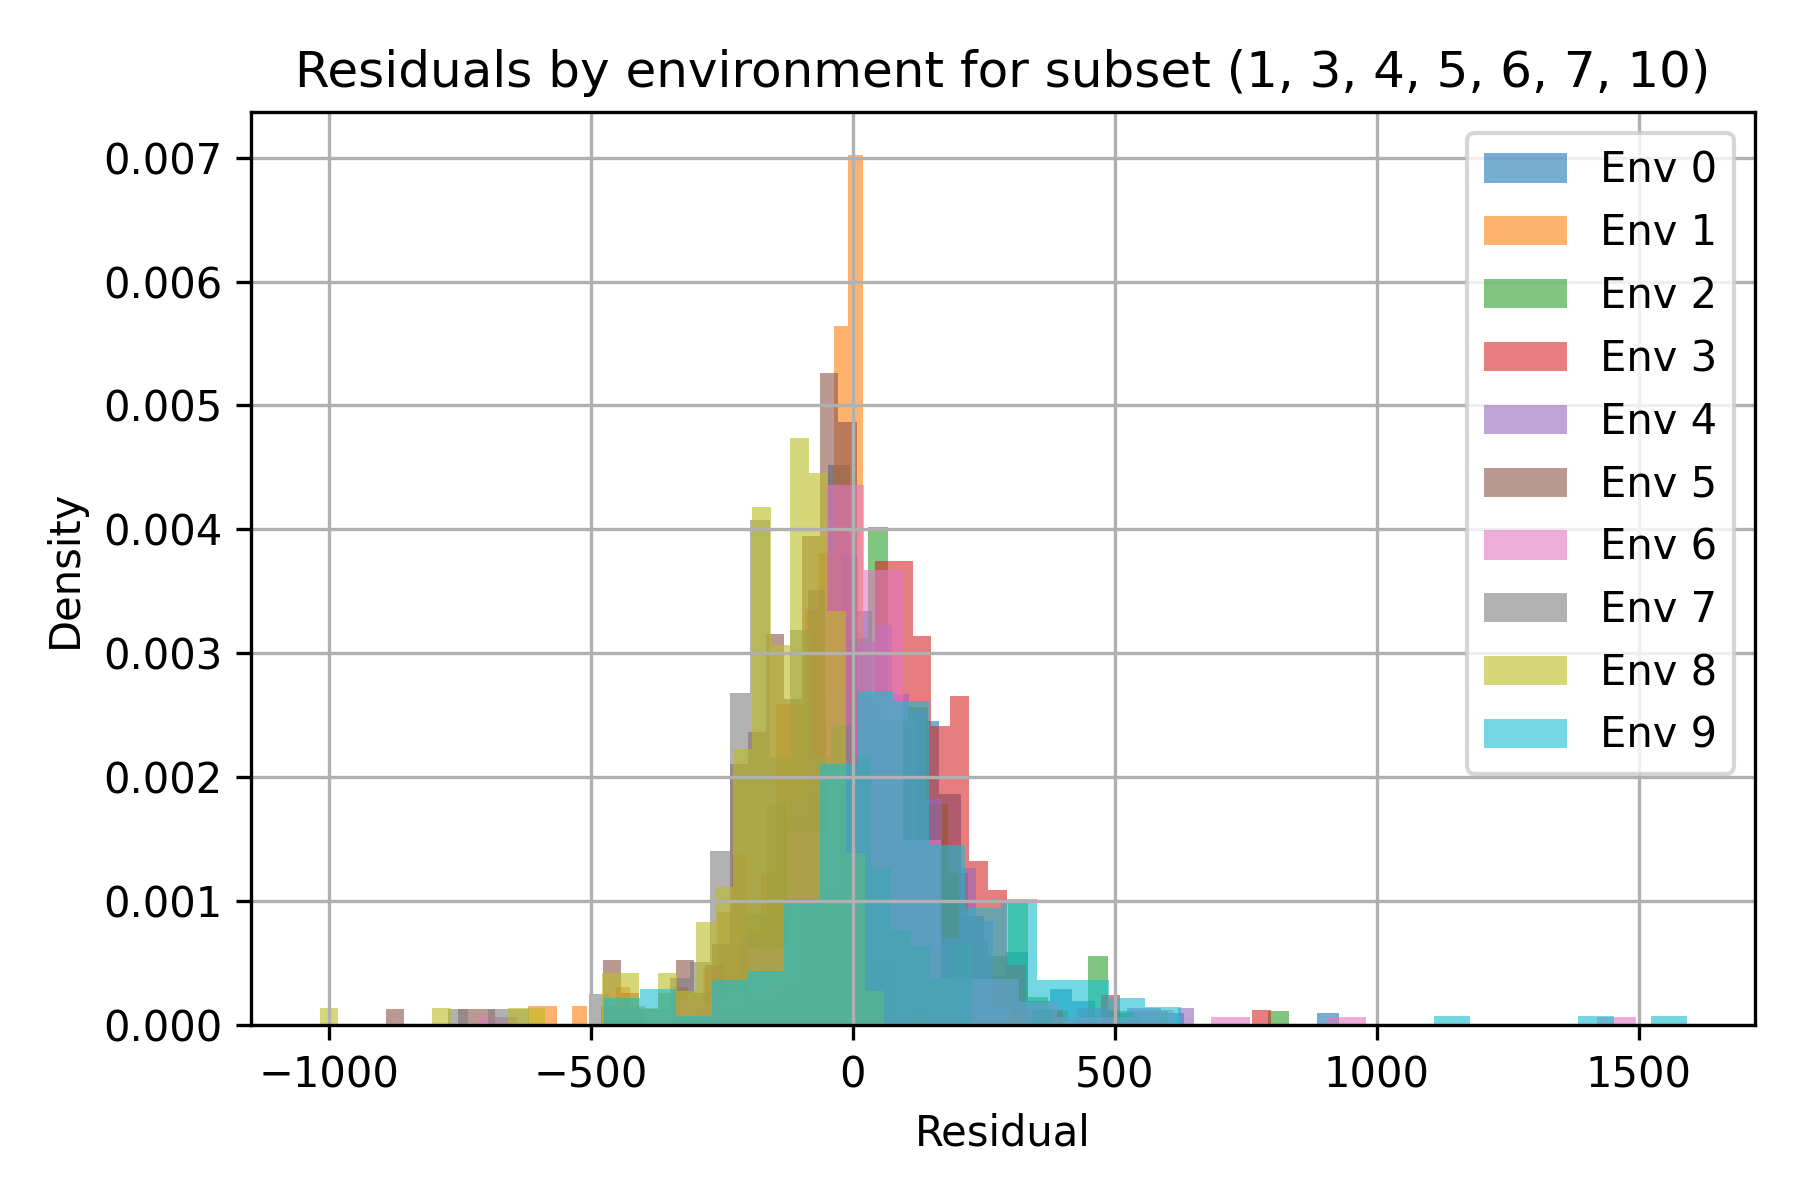 Residuals by environment for subset (1, 3, 4, 5, 6, 7, 10)
0.007
0.006
0.005
0.004
0.003
0.002
0.001
0.000
Density
−1000
−500
0
500
1000
1500
Residual
Env 0
Env 1
Env 2
Env 3
Env 4
Env 5
Env 6
Env 7
Env 8
Env 9